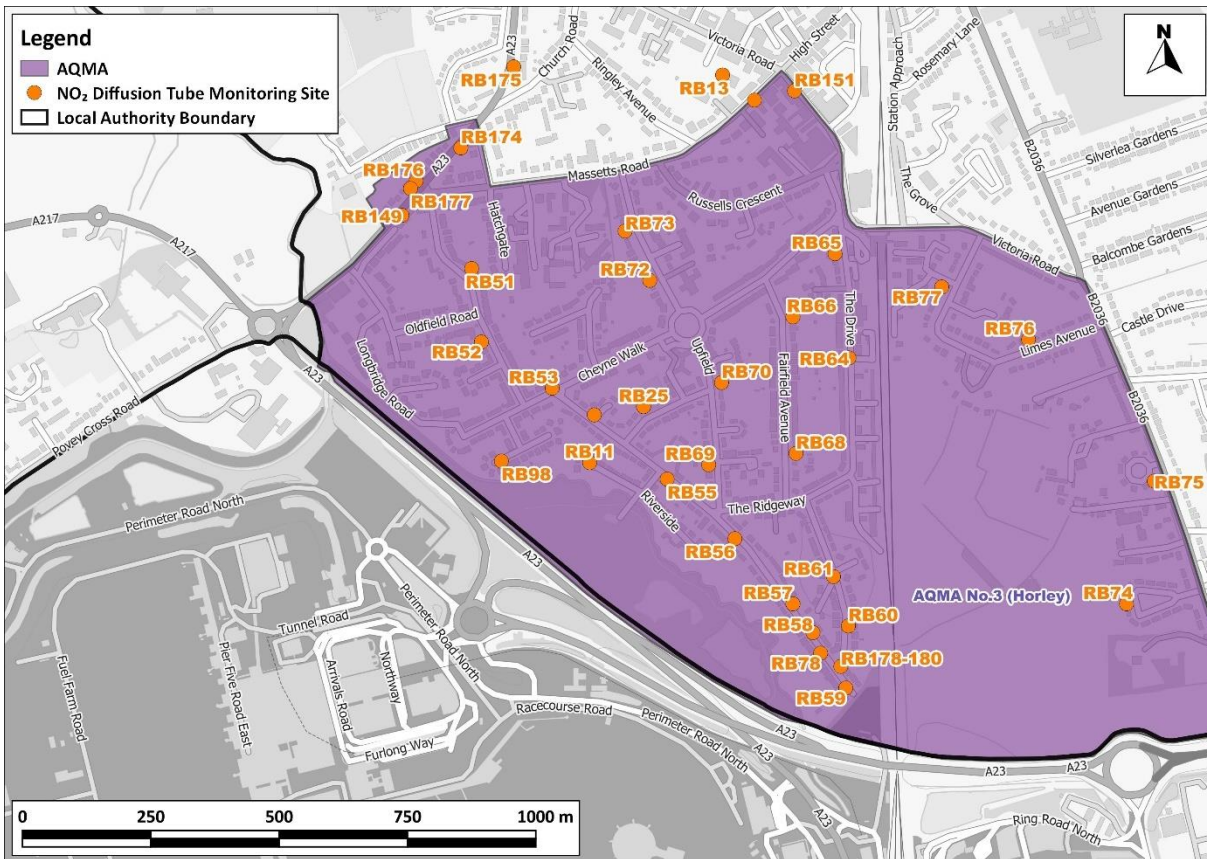 Legend
AQMA
NO₂ Diffusion Tube Monitoring Site
Local Authority Boundary
N
A23
Church Road
Victoria Road
High Street
Ringley Avenue
Station Approach
Rosemary Lane
B2036
RB175
RB13
RB151
RB174
A23
RB176
RB177
RB149
Massetts Road
Silverlea Gardens
Avenue Gardens
Balcombe Gardens
The Grove
Victoria Road
A217
A217
Hatchgate
Russells Crescent
RB73
RB72
RB65
RB51
RB77
RB66
The Drive
RB76
Limes Avenue
B2036
Castle Drive
Oldfield Road
RB52
Longbridge Road
Cheyne Walk
Upfield
RB64
Fairfield Avenue
RB53
RB25
RB70
A23
Povey Cross Road
B2036
RB98
RB11
RB69
RB68
RB55
RB75
Riverside
The Ridgeway
Perimeter Road North
A23
RB56
RB61
RB57
AQMA No.3 (Horley)
RB74
RB58
RB60
RB78
RB178-180
RB59
Tunnel Road
Perimeter Road North
Fuel Farm Road
Pier Five Road East
Arrivals Road
Northway
Furlong Way
Racecourse Road
Perimeter Road North
A23
A23
A23
A23
Ring Road North
0 250 500 750 1000 m